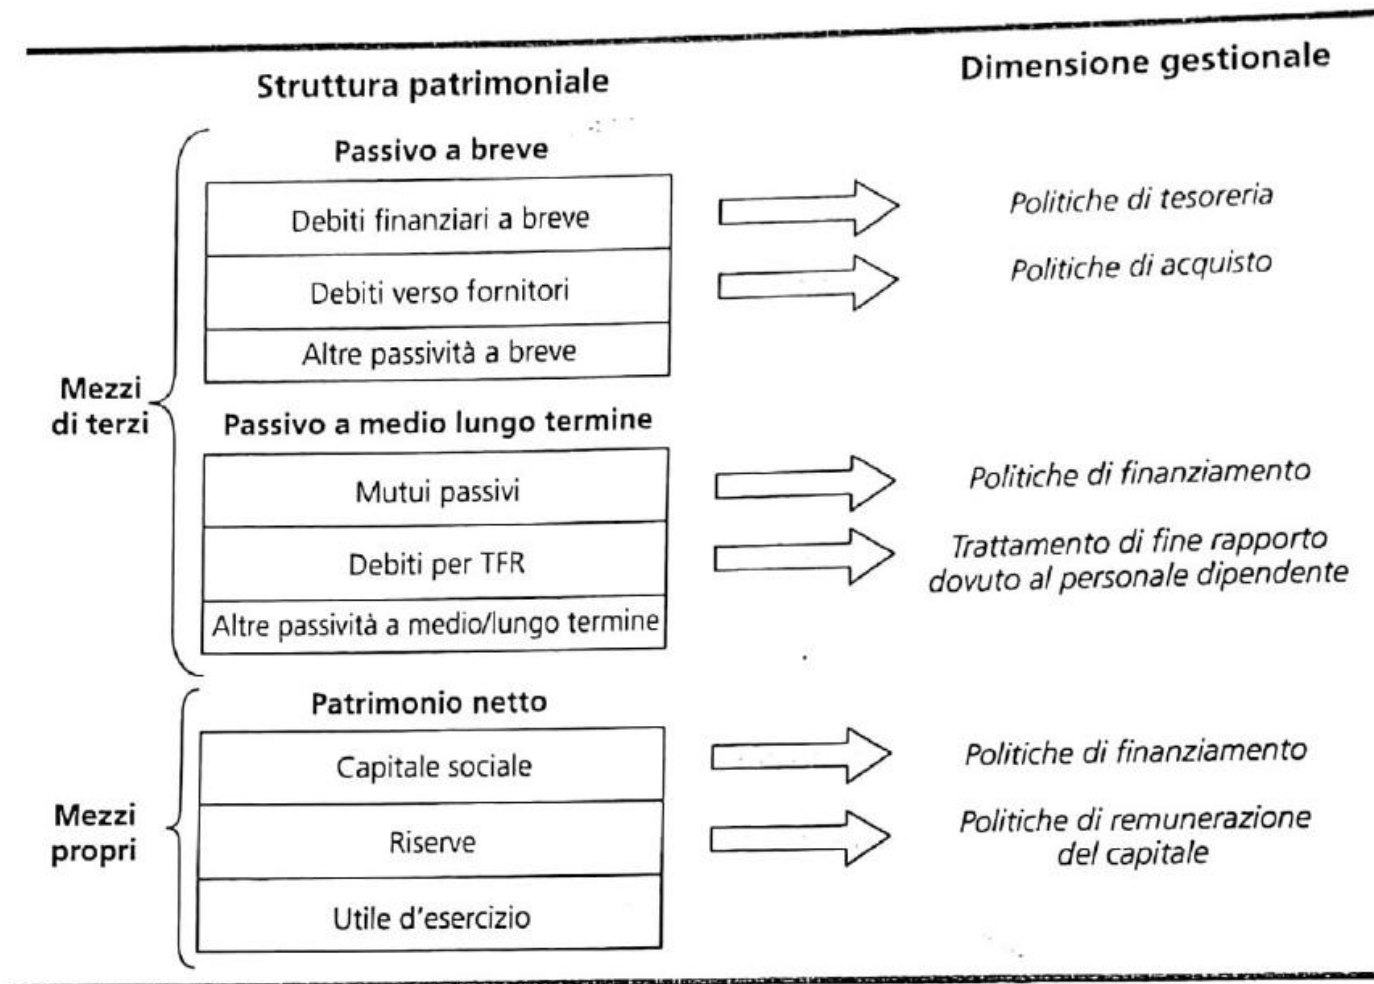 Struttura patrimoniale
Dimensione gestionale
Passivo a breve
Debiti finanziari a breve
Politiche di tesoreria
Debiti verso fornitori
Politiche di acquisto
Altre passività a breve
Mezzi
di terzi
Passivo a medio lungo termine
Mutui passivi
Politiche di finanziamento
Debiti per TFR
Trattamento di fine rapporto
dovuto al personale dipendente
Altre passività a medio/lungo termine
Patrimonio netto
Capitale sociale
Politiche di finanziamento
Mezzi
propri
Riserve
Politiche di remunerazione
del capitale
Utile d'esercizio